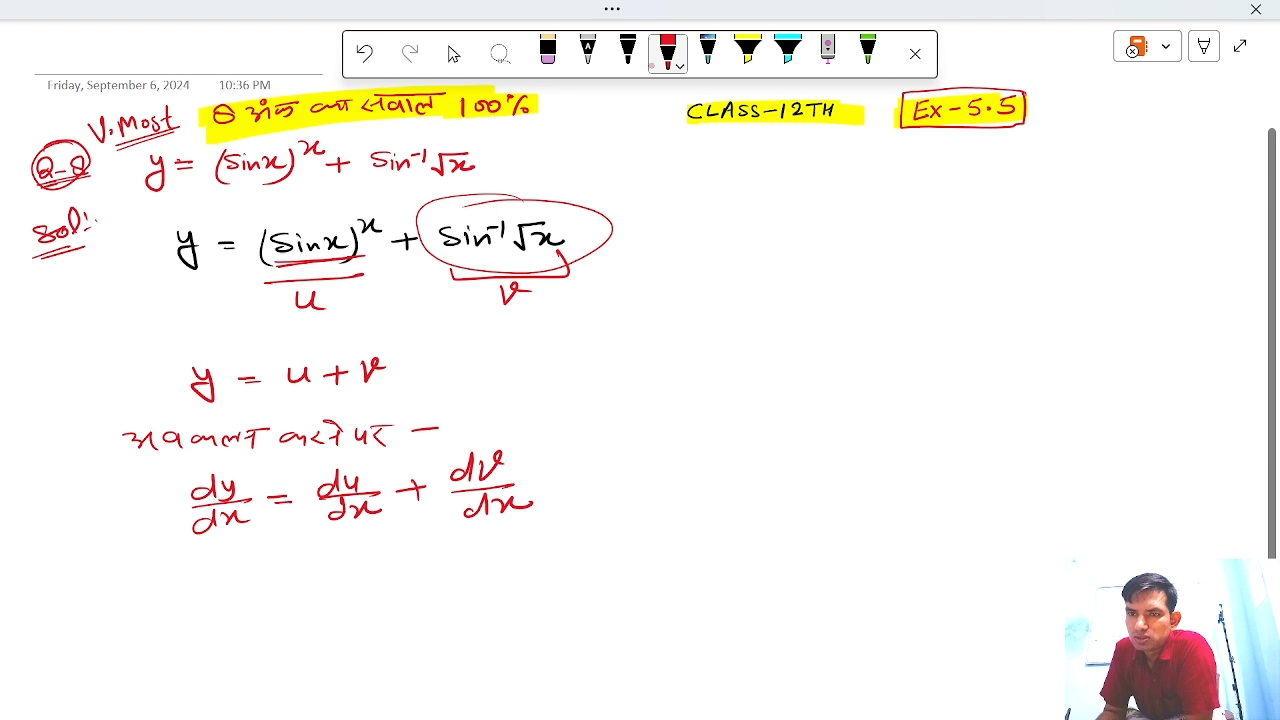 Friday, September 6, 2024 10:36 PM
V. Most
अंक का सवाल 100% CLASS-12TH Ex-5.5
Q-8 y = (sinx)^x + sin⁻¹√x
Sol:
y = (sinx)^x + sin⁻¹√x
u v
y = u + v
अवकलन करने पर -
dy/dx = du/dx + dv/dx